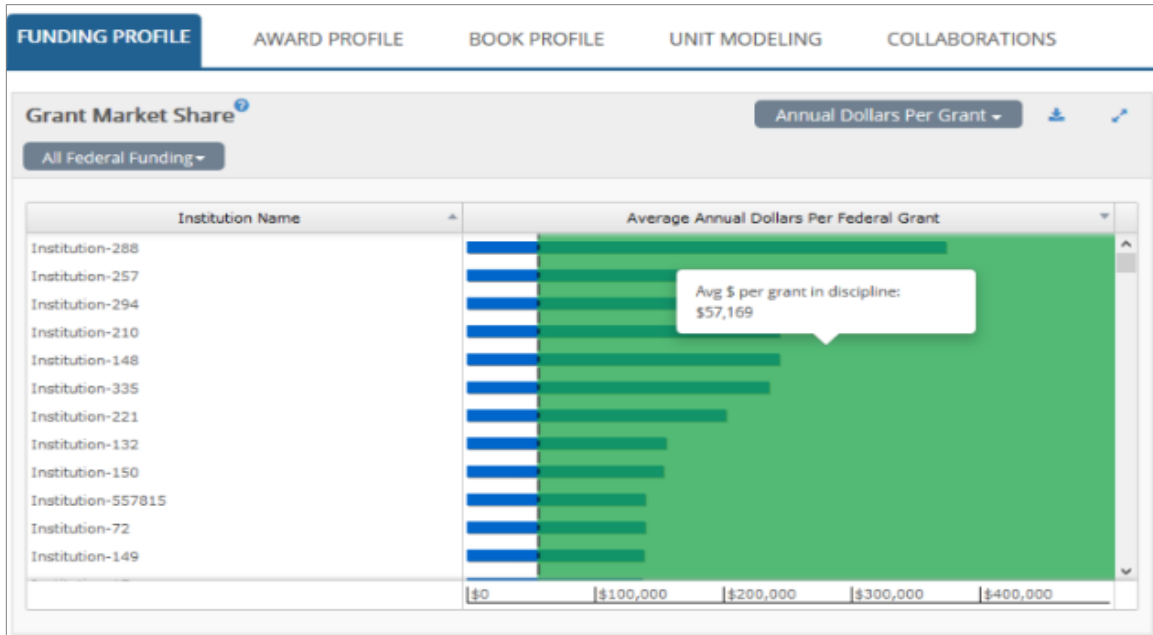 FUNDING PROFILE AWARD PROFILE BOOK PROFILE UNIT MODELING COLLABORATIONS
Grant Market Share Annual Dollars Per Grant
All Federal Funding
Institution Name Average Annual Dollars Per Federal Grant
Institution-288
Institution-257
Institution-294
Avg $ per grant in discipline:
$57,169
Institution-210
Institution-148
Institution-335
Institution-221
Institution-132
Institution-150
Institution-557815
Institution-72
Institution-149
$0 $100,000 $200,000 $300,000 $400,000